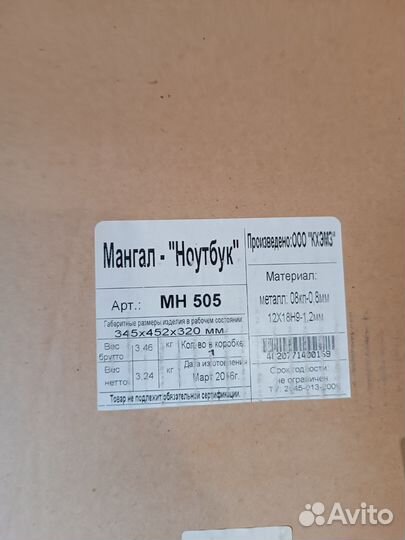 Мангал - "Ноутбук"
Произведено:ООО "КХЭМЗ"
Арт.: МН 505
Материал:
металл: 08кп-0,8мм
12Х18Н9-1,2мм
Габаритные размеры изделия в рабочем состоянии:
345х452х320 мм
Вес брутто 3,46 кг
Кол-во в коробке 1
Вес нетто 3,24 кг
Дата изготовления
Март 2016г.
Срок годности
не ограничен
Товар не подлежит обязательной сертификации.
Avito